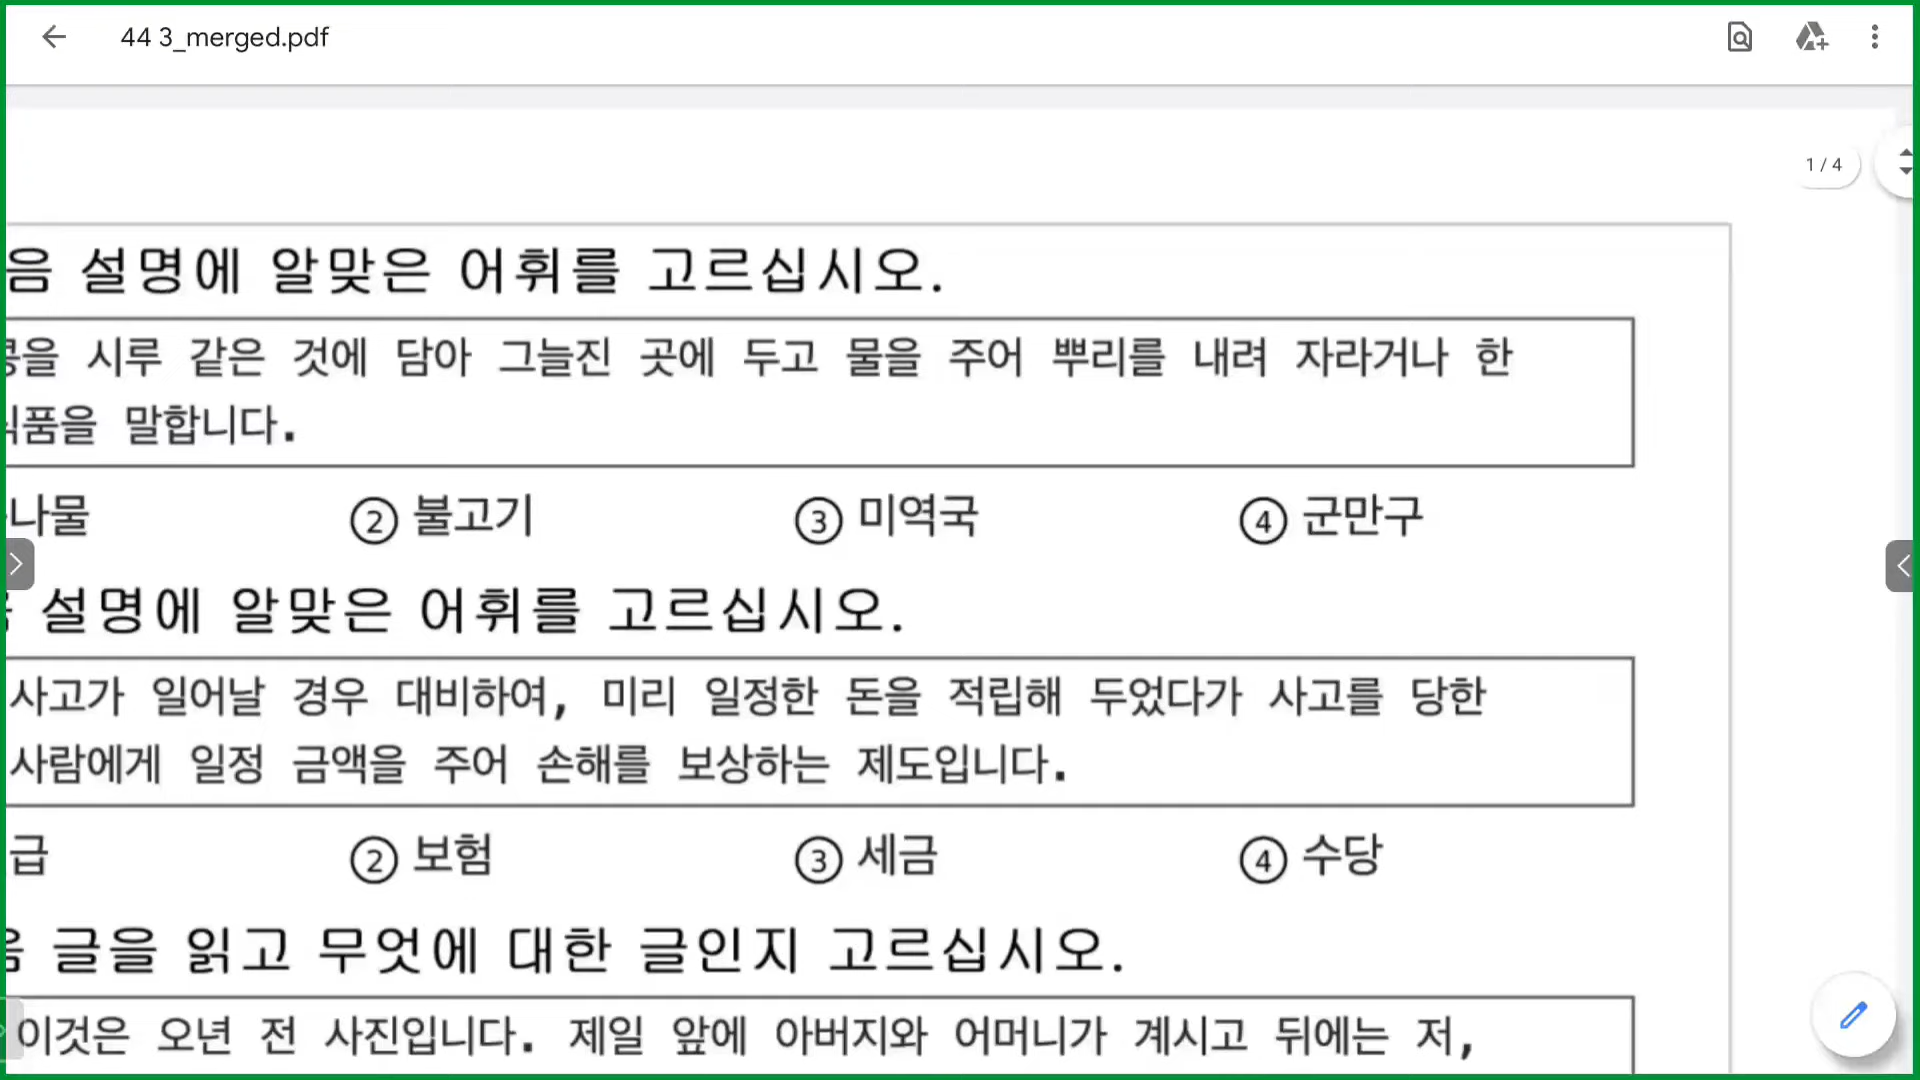 44 3_merged.pdf
1 / 4
설명에 알맞은 어휘를 고르십시오.
시루 같은 것에 담아 그늘진 곳에 두고 물을 주어 뿌리를 내려 자라거나 한
말합니다.
② 불고기 ③ 미역국 ④ 군만구
설명에 알맞은 어휘를 고르십시오.
사고가 일어날 경우 대비하여, 미리 일정한 돈을 적립해 두었다가 사고를 당한
사람에게 일정 금액을 주어 손해를 보상하는 제도입니다.
급 ② 보험 ③ 세금 ④ 수당
글을 읽고 무엇에 대한 글인지 고르십시오.
이것은 오년 전 사진입니다. 제일 앞에 아버지와 어머니가 계시고 뒤에는 저,